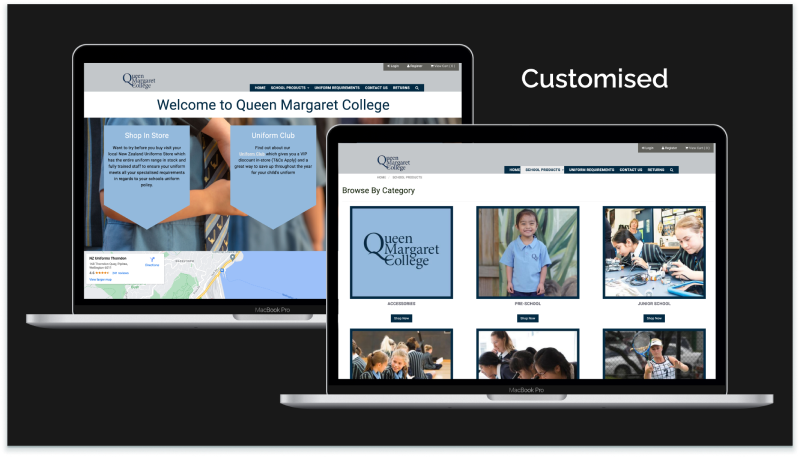 Customised
Login Register View Cart ( 0 )
Queen
Margaret
College
HOME SCHOOL PRODUCTS UNIFORM REQUIREMENTS CONTACT US RETURNS
Welcome to Queen Margaret College
Shop In Store
Want to try before you buy visit your
local New Zealand Uniforms Store which
has the entire uniform range in stock and
fully trained staff to ensure your uniform
meets all your specialised requirements
in regards to your schools uniform
policy.
Uniform Club
Find out about our
Uniform Club which gives you a VIP
discount in store (T&Cs Apply) and a
great way to save up throughout the year
for your child's uniform
NZ Uniforms Thorndon
Directions
View larger map
MacBook Pro
Login Register View Cart ( 0 )
Queen
Margaret
College
HOME SCHOOL PRODUCTS UNIFORM REQUIREMENTS CONTACT US RETURNS
HOME SCHOOL PRODUCTS
Browse By Category
Queen
Margaret
College
ACCESSORIES PRE-SCHOOL JUNIOR SCHOOL
Shop Now Shop Now Shop Now
MacBook Pro